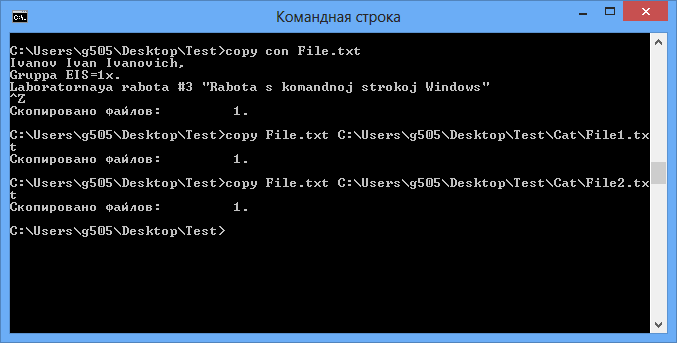 Командная строка
C:\Users\g505\Desktop\Test>copy con File.txt
Ivanov Ivan Ivanovich,
Gruppa EIS=1x.
Laboratornaya rabota #3 "Rabota s komandnoj strokoj Windows"
^Z
Скопировано файлов:         1.
C:\Users\g505\Desktop\Test>copy File.txt C:\Users\g505\Desktop\Test\Cat\File1.tx
t
Скопировано файлов:         1.
C:\Users\g505\Desktop\Test>copy File.txt C:\Users\g505\Desktop\Test\Cat\File2.tx
t
Скопировано файлов:         1.
C:\Users\g505\Desktop\Test>